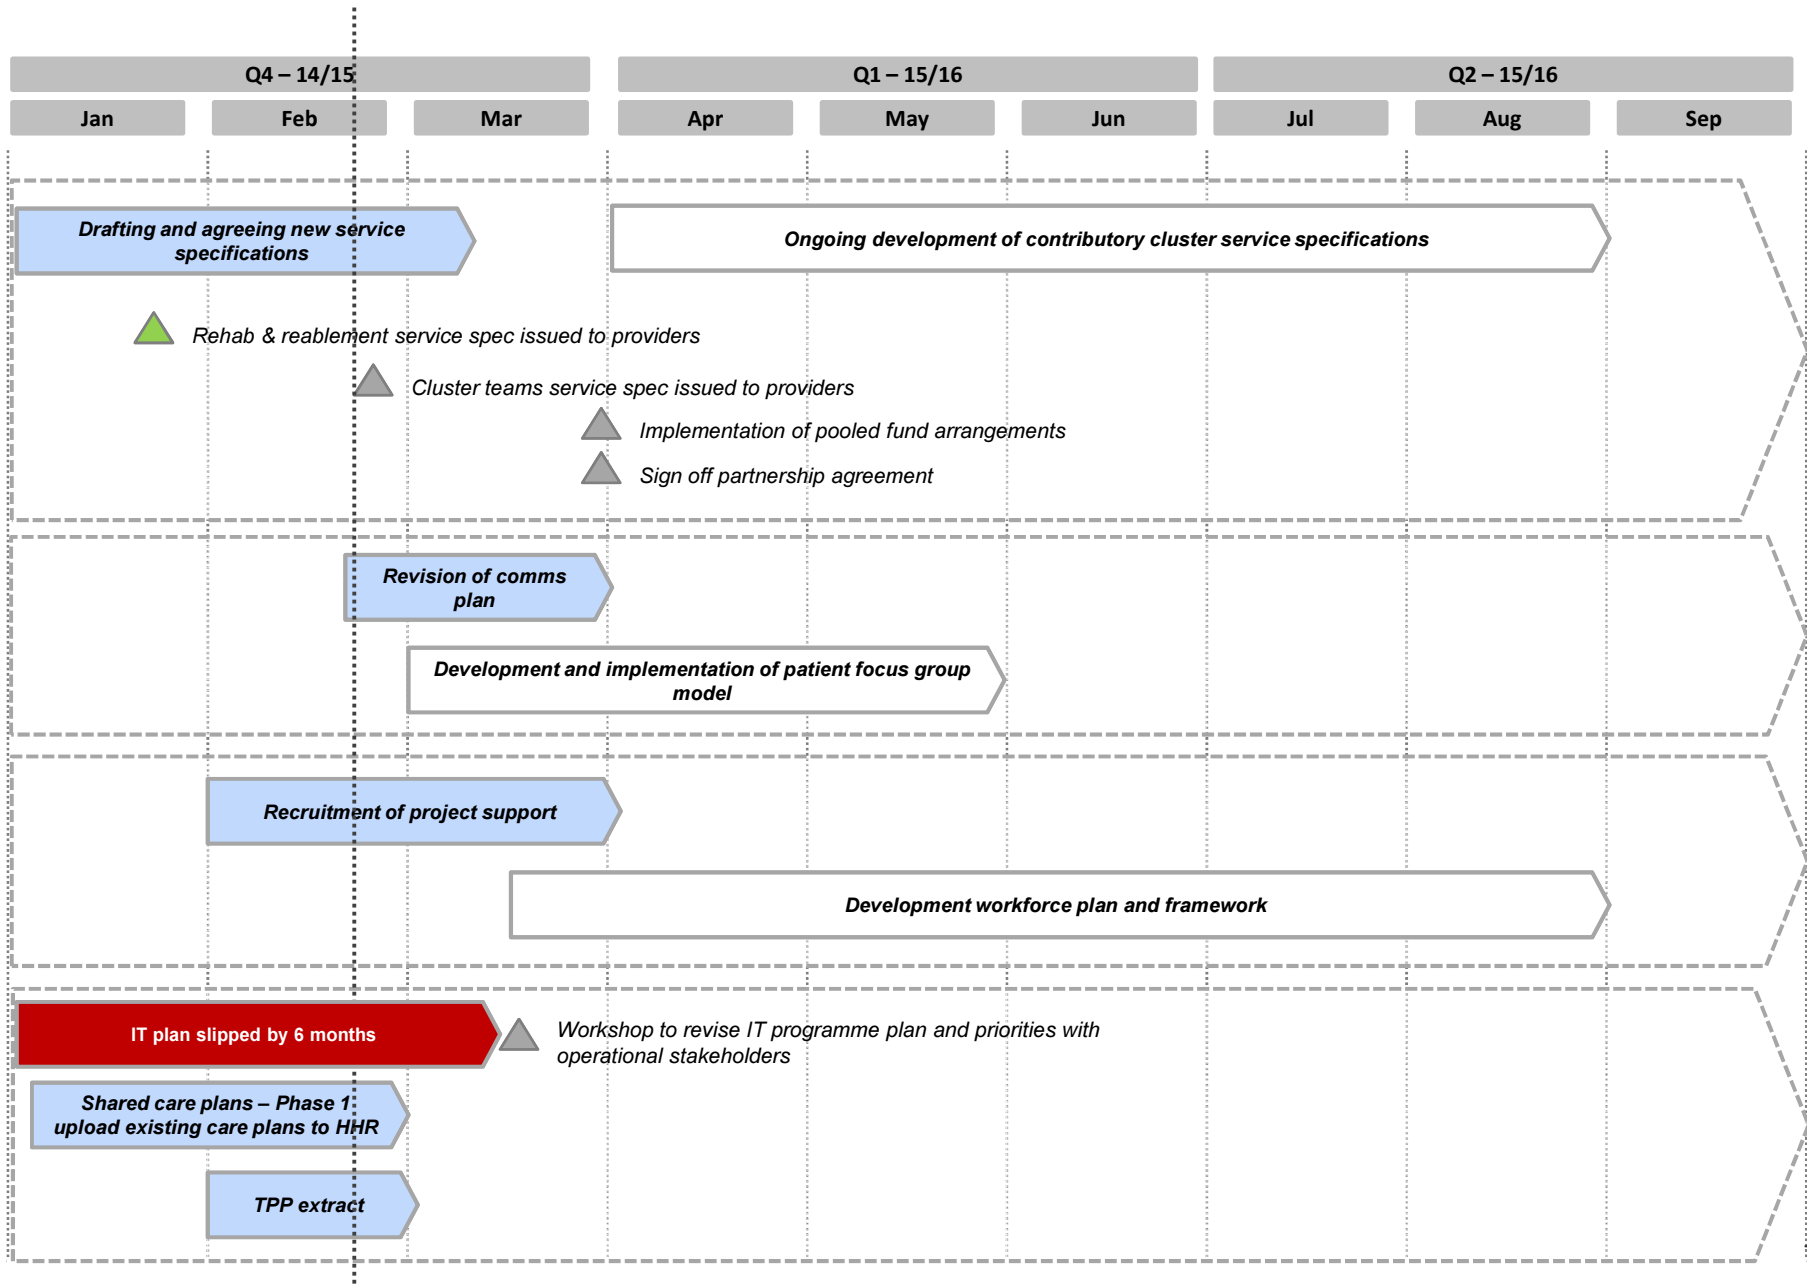 Q4 – 14/15
Q1 – 15/16
Q2 – 15/16
Jan
Feb
Mar
Apr
May
Jun
Jul
Aug
Sep
Drafting and agreeing new service
specifications
Ongoing development of contributory cluster service specifications
Rehab & reablement service spec issued to providers
Cluster teams service spec issued to providers
Implementation of pooled fund arrangements
Sign off partnership agreement
Revision of comms
plan
Development and implementation of patient focus group
model
Recruitment of project support
Development workforce plan and framework
IT plan slipped by 6 months
Workshop to revise IT programme plan and priorities with
operational stakeholders
Shared care plans – Phase 1
upload existing care plans to HHR
TPP extract